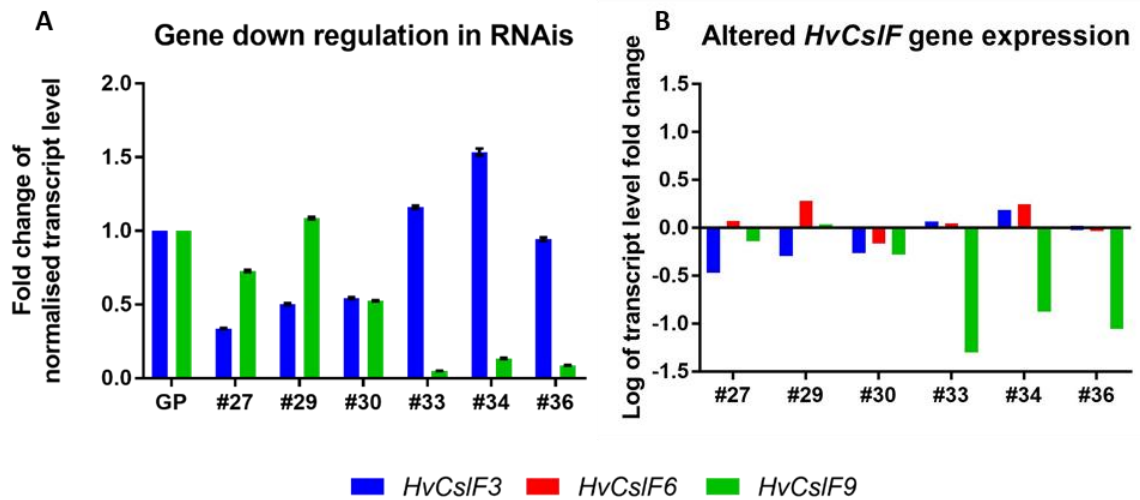 A
Gene down regulation in RNAis
Fold change of
normalised transcript level
2.0
1.5
1.0
0.5
0.0
GP #27 #29 #30 #33 #34 #36
B
Altered HvCslF gene expression
Log of transcript level fold change
1.5
1.0
0.5
0.0
-0.5
-1.0
-1.5
#27 #29 #30 #33 #34 #36
HvCslF3 HvCslF6 HvCslF9